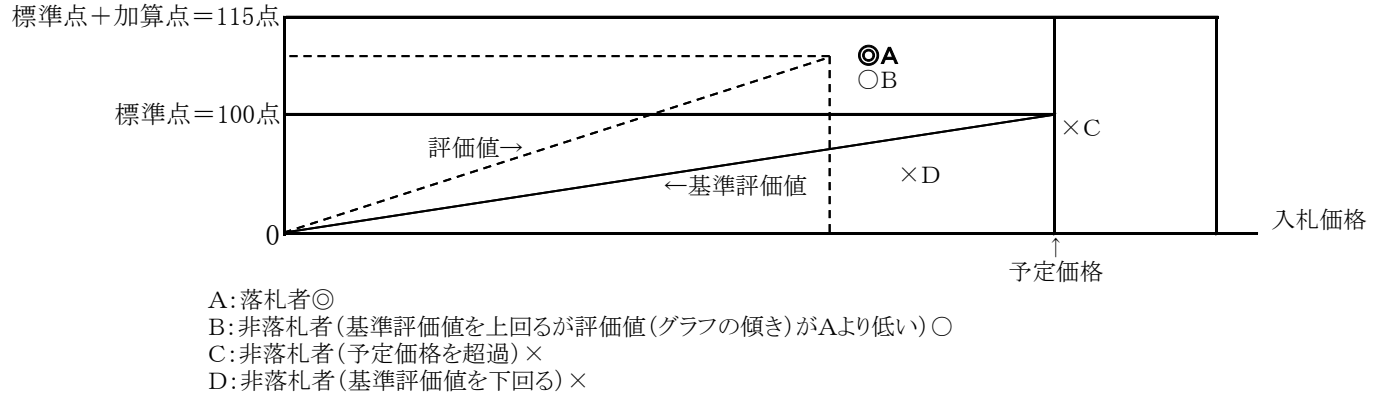 標準点＋加算点＝115点
◎A
○B
標準点＝100点
×C
評価値→
×D
←基準評価値
入札価格
0
↑
予定価格
A：落札者◎
B：非落札者（基準評価値を上回るが評価値（グラフの傾き）がAより低い）○
C：非落札者（予定価格を超過）×
D：非落札者（基準評価値を下回る）×